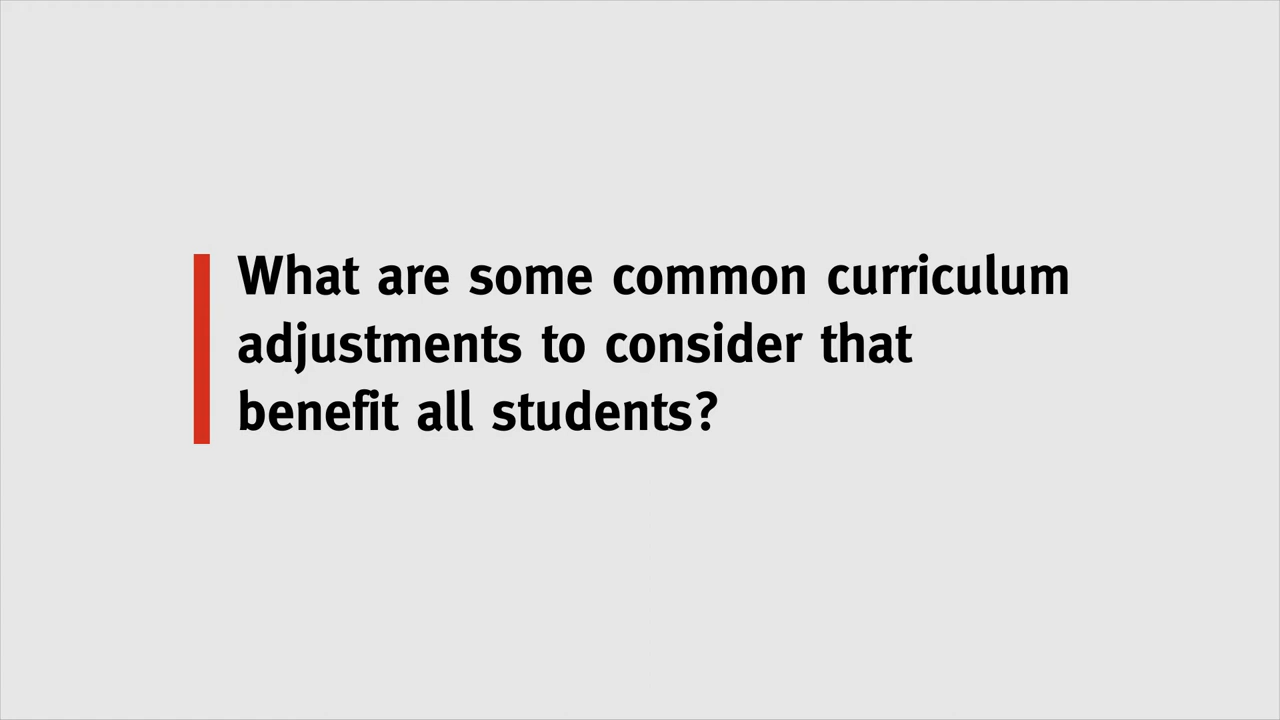 What are some common curriculum
adjustments to consider that
benefit all students?